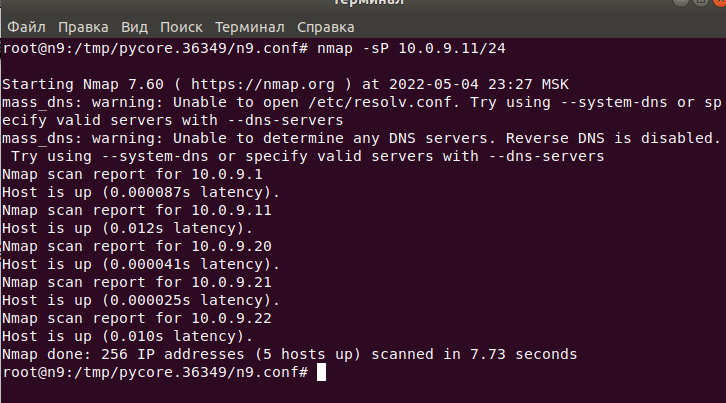 Терминал
Файл Правка Вид Поиск Терминал Справка
root@n9:/tmp/pycore.36349/n9.conf# nmap -sP 10.0.9.11/24
Starting Nmap 7.60 ( https://nmap.org ) at 2022-05-04 23:27 MSK
mass_dns: warning: Unable to open /etc/resolv.conf. Try using --system-dns or sp
ecify valid servers with --dns-servers
mass_dns: warning: Unable to determine any DNS servers. Reverse DNS is disabled.
 Try using --system-dns or specify valid servers with --dns-servers
Nmap scan report for 10.0.9.1
Host is up (0.000087s latency).
Nmap scan report for 10.0.9.11
Host is up (0.012s latency).
Nmap scan report for 10.0.9.20
Host is up (0.000041s latency).
Nmap scan report for 10.0.9.21
Host is up (0.000025s latency).
Nmap scan report for 10.0.9.22
Host is up (0.010s latency).
Nmap done: 256 IP addresses (5 hosts up) scanned in 7.73 seconds
root@n9:/tmp/pycore.36349/n9.conf#